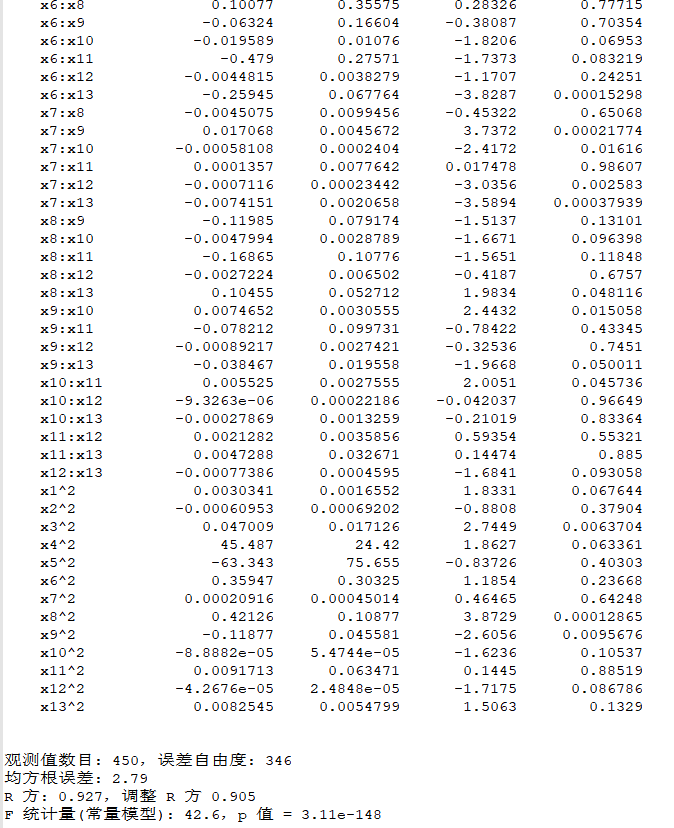 x6:x8 0.10077 0.35575 0.28326 0.77715
x6:x9 -0.06324 0.16604 -0.38087 0.70354
x6:x10 -0.019589 0.01076 -1.8206 0.06953
x6:x11 -0.479 0.27571 -1.7373 0.083219
x6:x12 -0.0044815 0.0038279 -1.1707 0.24251
x6:x13 -0.25945 0.067764 -3.8287 0.00015298
x7:x8 -0.0045075 0.0099456 -0.45322 0.65068
x7:x9 0.017068 0.0045672 3.7372 0.00021774
x7:x10 -0.00058108 0.0002404 -2.4172 0.01616
x7:x11 0.0001357 0.0077642 0.017478 0.98607
x7:x12 -0.0007116 0.00023442 -3.0356 0.002583
x7:x13 -0.0074151 0.0020658 -3.5894 0.00037939
x8:x9 -0.11985 0.079174 -1.5137 0.13101
x8:x10 -0.0047994 0.0028789 -1.6671 0.096398
x8:x11 -0.16865 0.10776 -1.5651 0.11848
x8:x12 -0.0027224 0.006502 -0.4187 0.6757
x8:x13 0.10455 0.052712 1.9834 0.048116
x9:x10 0.0074652 0.0030555 2.4432 0.015058
x9:x11 -0.078212 0.099731 -0.78422 0.43345
x9:x12 -0.00089217 0.0027421 -0.32536 0.7451
x9:x13 -0.038467 0.019558 -1.9668 0.050011
x10:x11 0.005525 0.0027555 2.0051 0.045736
x10:x12 -9.3263e-06 0.00022186 -0.042037 0.96649
x10:x13 -0.00027869 0.0013259 -0.21019 0.83364
x11:x12 0.0021282 0.0035856 0.59354 0.55321
x11:x13 0.0047288 0.032671 0.14474 0.885
x12:x13 -0.00077386 0.0004595 -1.6841 0.093058
x1^2 0.0030341 0.0016552 1.8331 0.067644
x2^2 -0.00060953 0.00069202 -0.8808 0.37904
x3^2 0.047009 0.017126 2.7449 0.0063704
x4^2 45.487 24.42 1.8627 0.063361
x5^2 -63.343 75.655 -0.83726 0.40303
x6^2 0.35947 0.30325 1.1854 0.23668
x7^2 0.00020916 0.00045014 0.46465 0.64248
x8^2 0.42126 0.10877 3.8729 0.00012865
x9^2 -0.11877 0.045581 -2.6056 0.0095676
x10^2 -8.8882e-05 5.4744e-05 -1.6236 0.10537
x11^2 0.0091713 0.063471 0.1445 0.88519
x12^2 -4.2676e-05 2.4848e-05 -1.7175 0.086786
x13^2 0.0082545 0.0054799 1.5063 0.1329
观测值数目: 450, 误差自由度: 346
均方根误差: 2.79
R 方: 0.927, 调整 R 方 0.905
F 统计量(常量模型): 42.6, p 值 = 3.11e-148